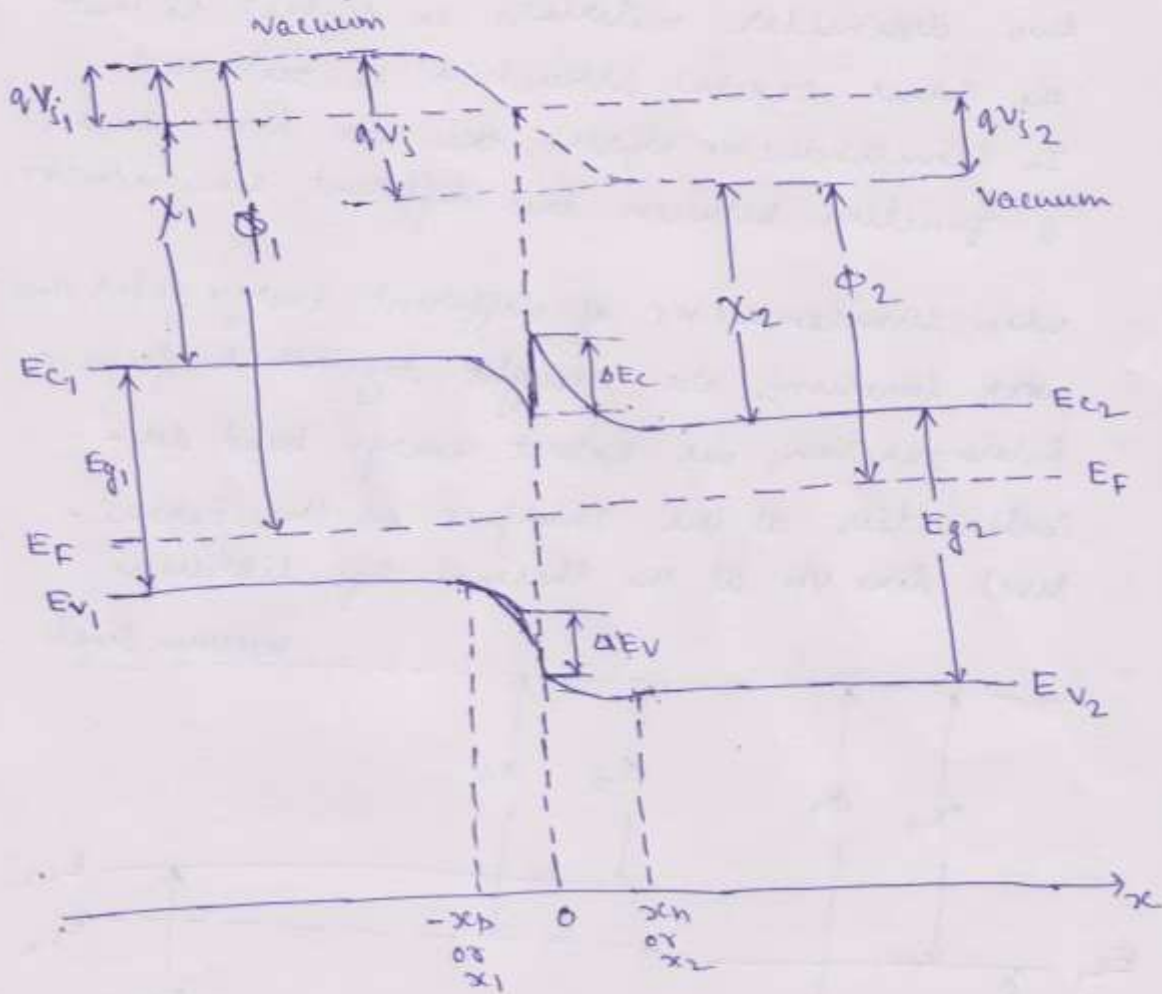 vacuum
qVj1
qVj
qVj2
χ1
Φ1
vacuum
χ2
Φ2
Ec1
ΔEc
Ec2
Eg1
EF
Eg2
EF
Ev1
ΔEv
Ev2
-xp
0
xn
x
or
x1
or
x2